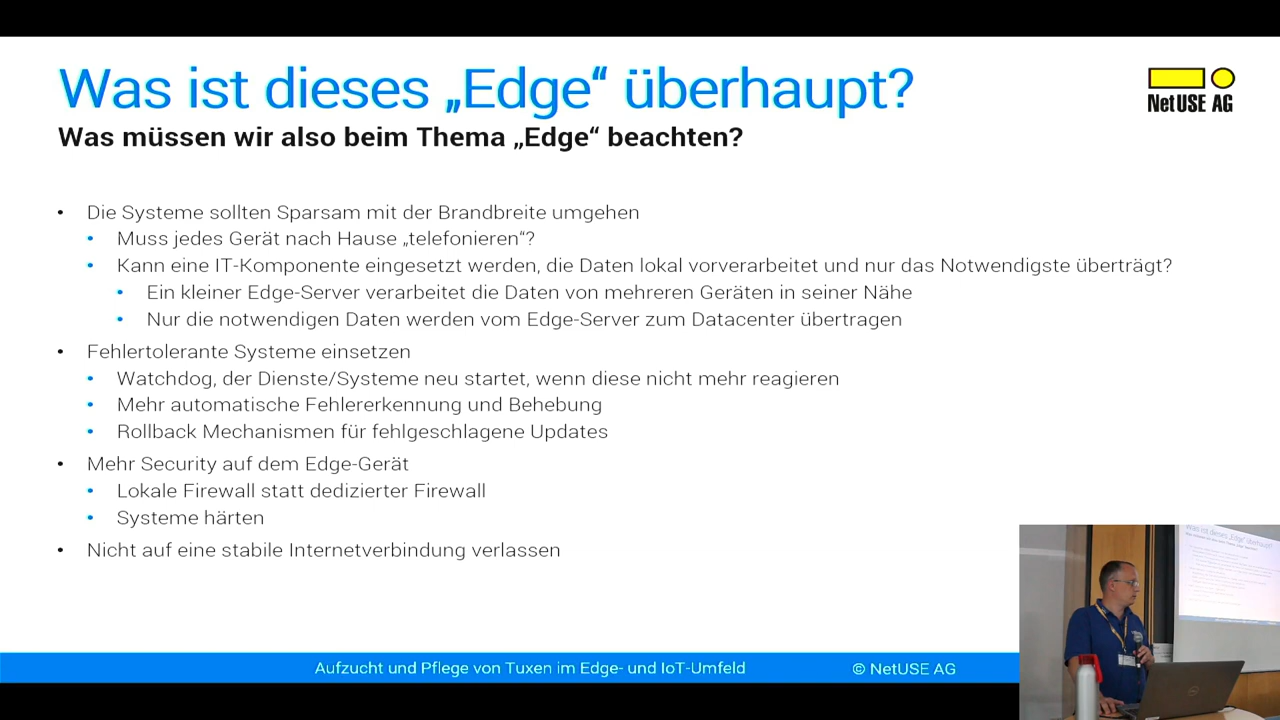 Was ist dieses „Edge“ überhaupt?
NetUSE AG
Was müssen wir also beim Thema „Edge“ beachten?
• Die Systeme sollten Sparsam mit der Brandbreite umgehen
• Muss jedes Gerät nach Hause „telefonieren“?
• Kann eine IT-Komponente eingesetzt werden, die Daten lokal vorverarbeitet und nur das Notwendigste überträgt?
• Ein kleiner Edge-Server verarbeitet die Daten von mehreren Geräten in seiner Nähe
• Nur die notwendigen Daten werden vom Edge-Server zum Datacenter übertragen
• Fehlertolerante Systeme einsetzen
• Watchdog, der Dienste/Systeme neu startet, wenn diese nicht mehr reagieren
• Mehr automatische Fehlererkennung und Behebung
• Rollback Mechanismen für fehlgeschlagene Updates
• Mehr Security auf dem Edge-Gerät
• Lokale Firewall statt dedizierter Firewall
• Systeme härten
• Nicht auf eine stabile Internetverbindung verlassen
Was ist dieses „Edge“ überhaupt?
Aufzucht und Pflege von Tuxen im Edge- und IoT-Umfeld
© NetUSE AG